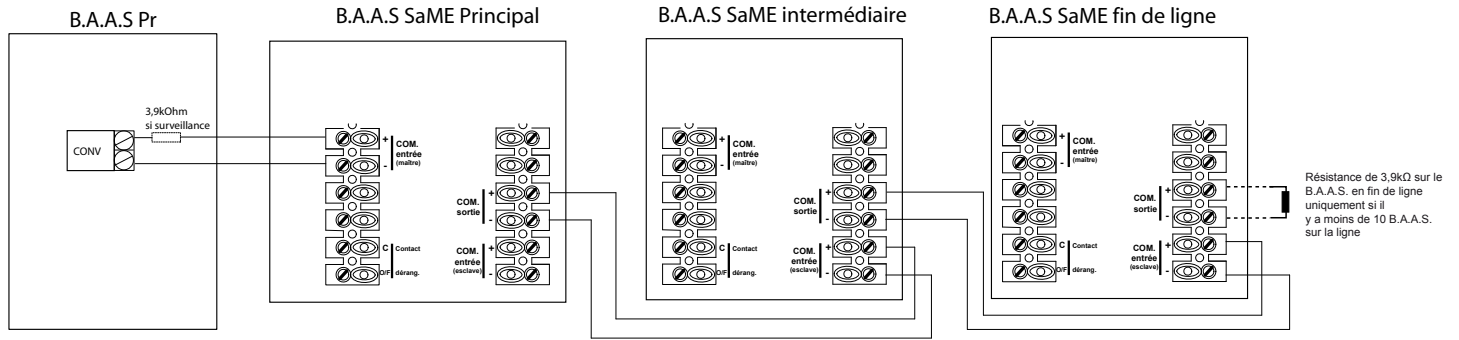 B.A.A.S Pr
B.A.A.S SaME Principal
B.A.A.S SaME intermédiaire
B.A.A.S SaME fin de ligne
3,9kOhm
si surveillance
CONV
+
-
COM.
entrée
(maître)
C
Contact
O/F
dérang.
COM.
sortie
+
-
COM.
entrée
(esclave)
+
-
+
-
COM.
entrée
(maître)
C
Contact
O/F
dérang.
COM.
sortie
+
-
COM.
entrée
(esclave)
+
-
+
-
COM.
entrée
(maître)
C
Contact
O/F
dérang.
COM.
sortie
+
-
COM.
entrée
(esclave)
+
-
Résistance de 3,9kΩ sur le
B.A.A.S. en fin de ligne
uniquement si il
y a moins de 10 B.A.A.S.
sur la ligne